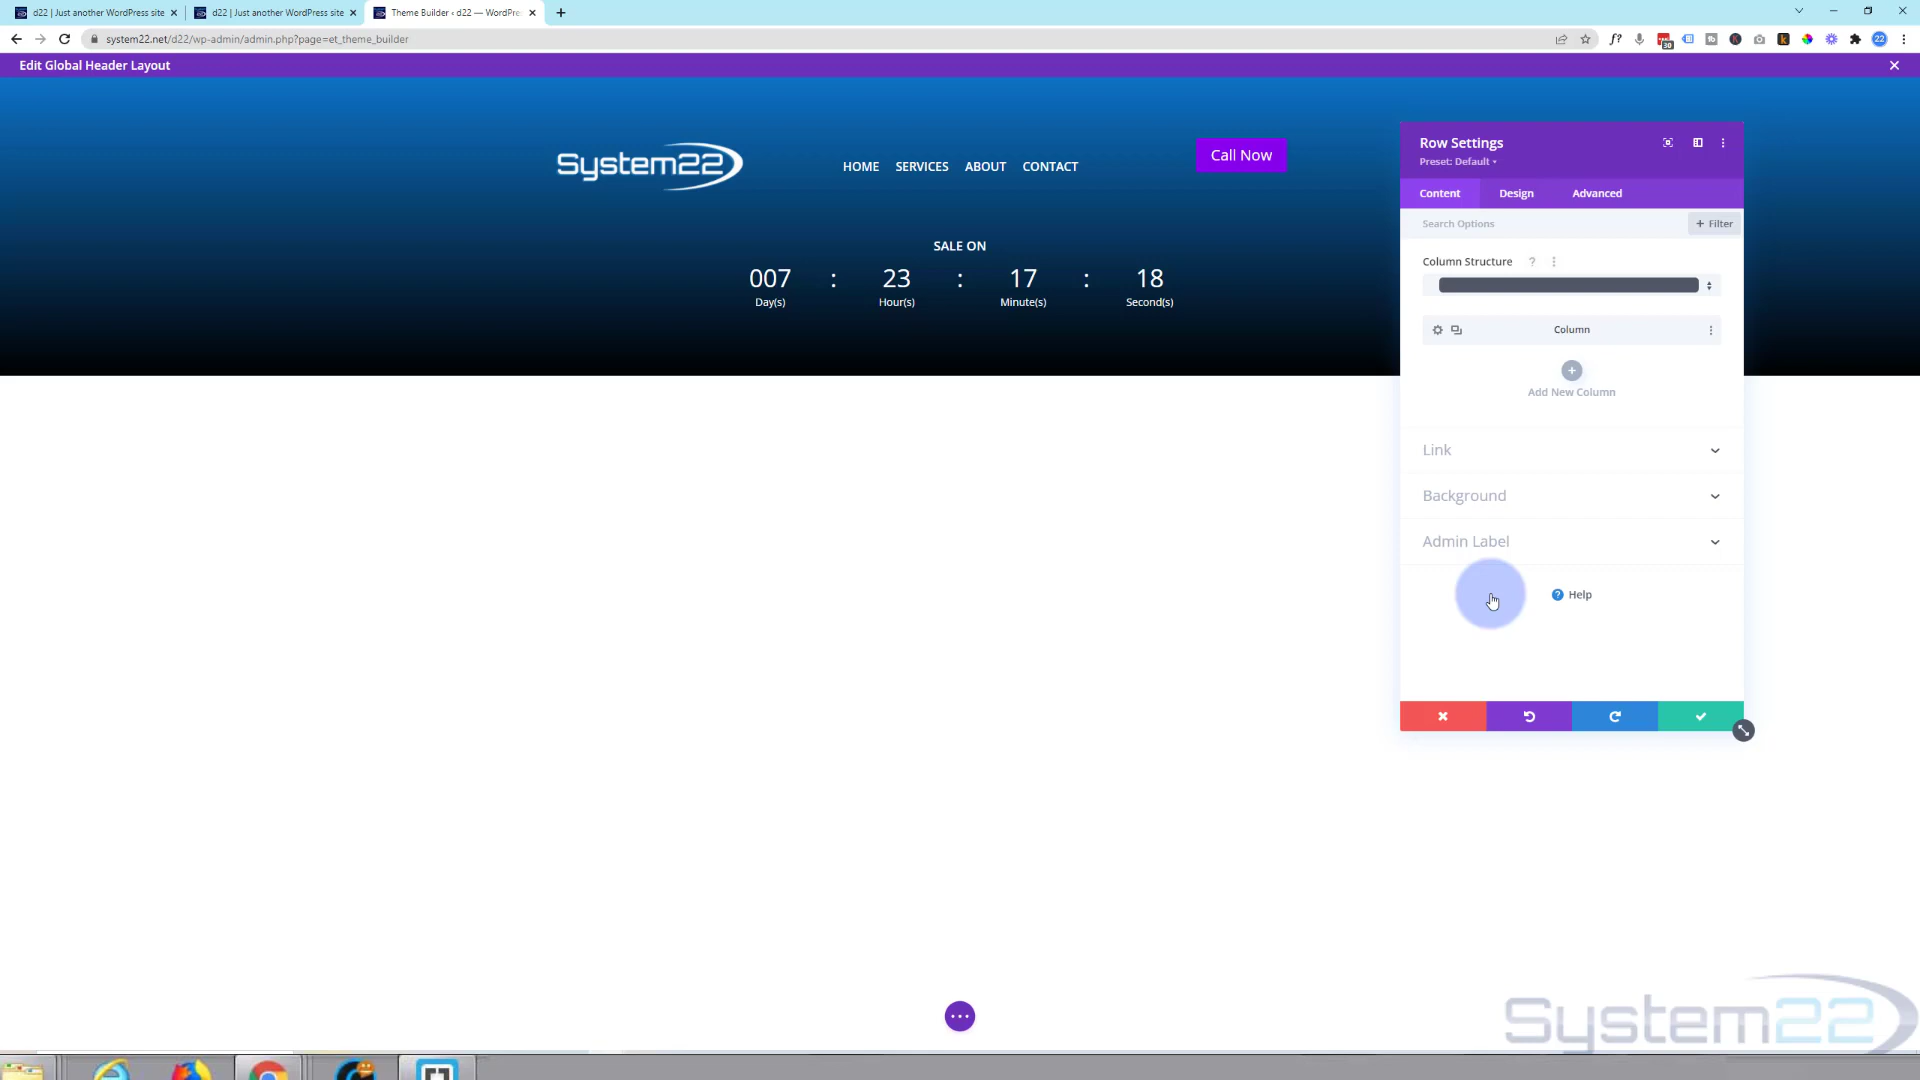 d22 | Just another WordPress site
d22 | Just another WordPress site
Theme Builder ‹ d22 — WordPre
system22.net/d22/wp-admin/admin.php?page=et_theme_builder
f?
30
22
Edit Global Header Layout
System22
HOME SERVICES ABOUT CONTACT
Call Now
SALE ON
007 : 23 : 17 : 18
Day(s) Hour(s) Minute(s) Second(s)
Row Settings
Preset: Default
Content Design Advanced
Search Options
+ Filter
Column Structure
Column
Add New Column
Link
Background
Admin Label
Help
System22